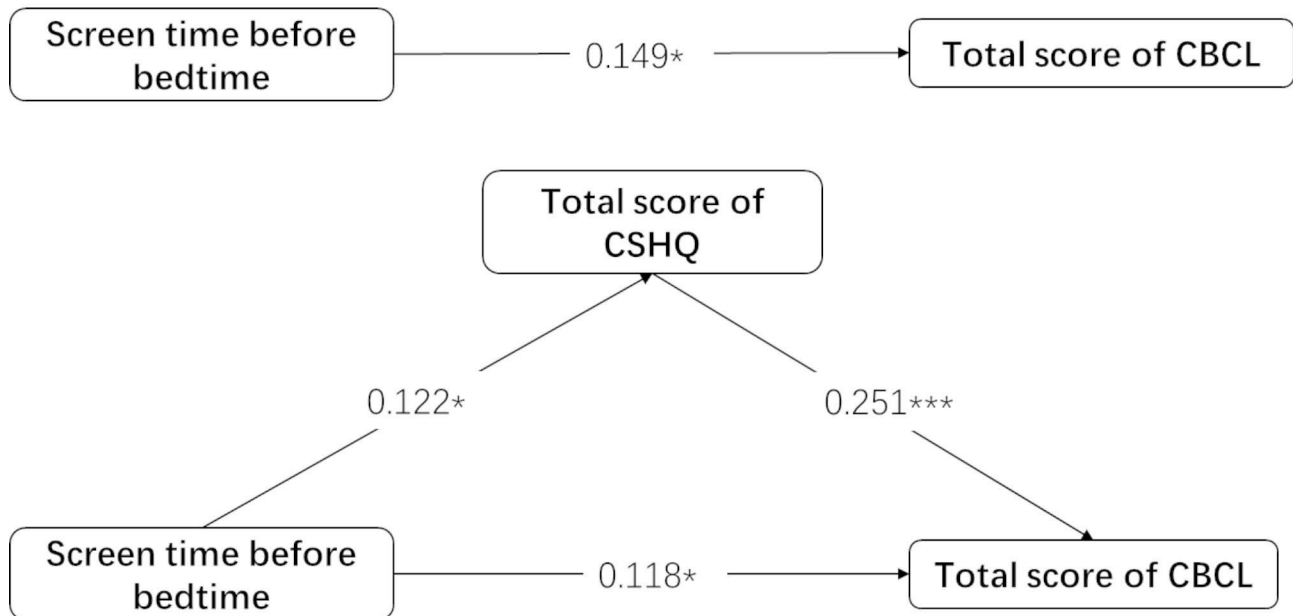 Screen time before
bedtime
0.149*
Total score of CBCL
Total score of
CSHQ
0.122*
0.251***
Screen time before
bedtime
0.118*
Total score of CBCL